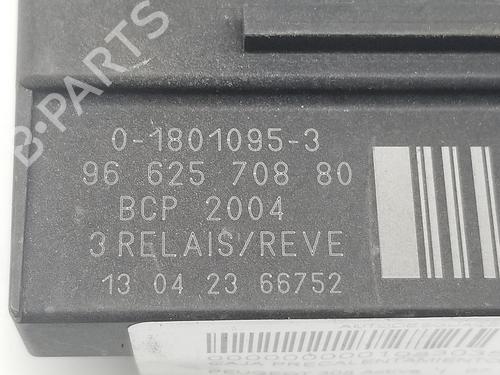 B-PARTS
0-1801095-3
96 625 708 80
BCP 2004
3 RELAIS/REVE
13 04 23 66752